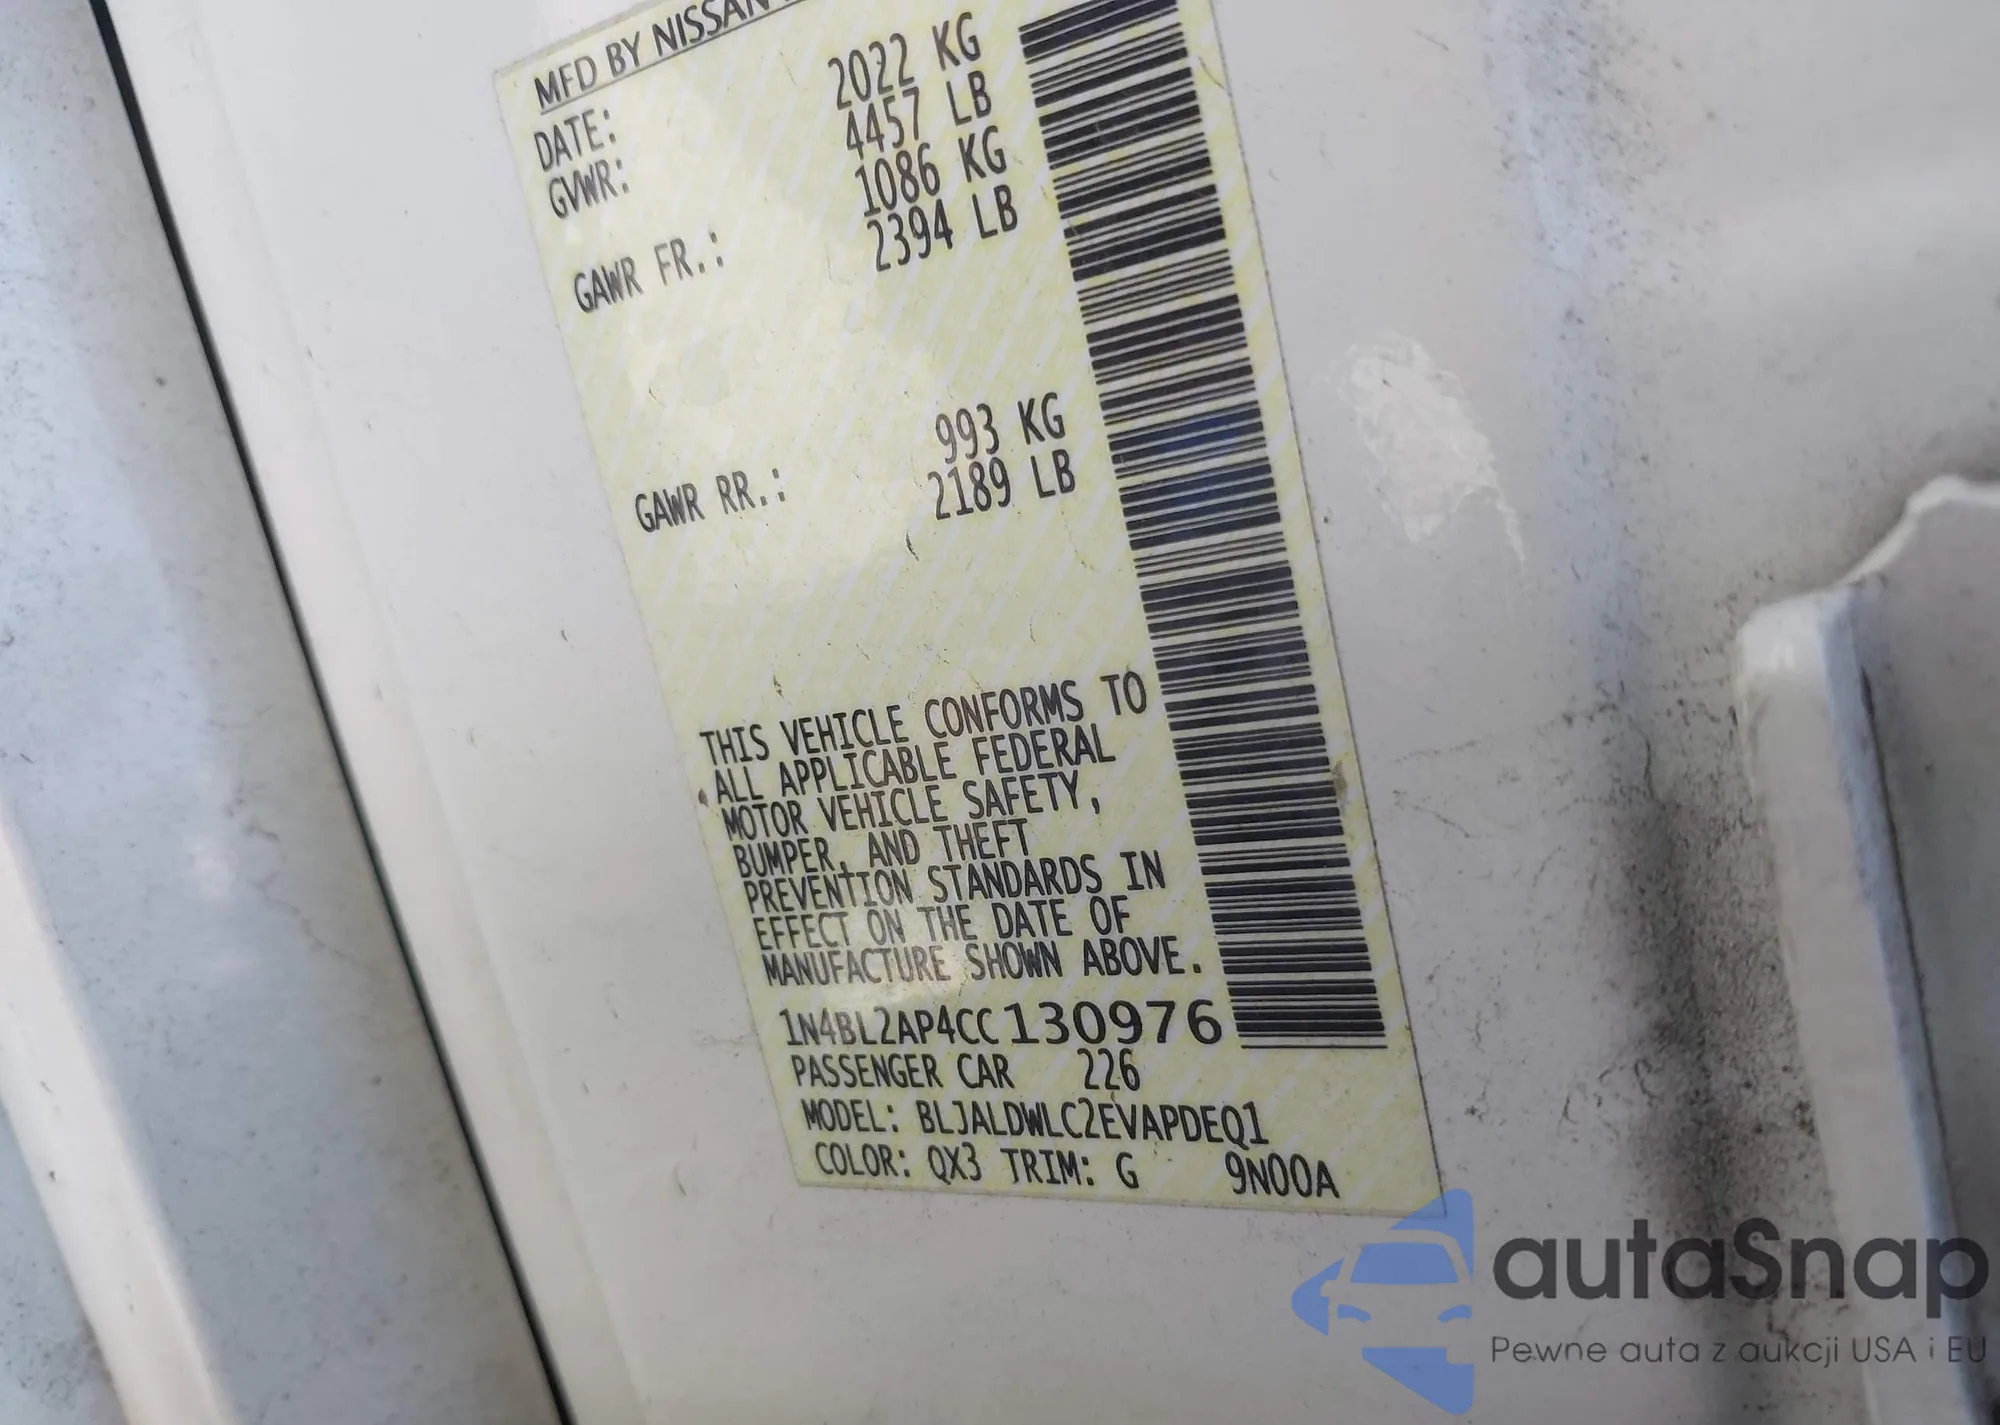 MFD BY NISSAN
DATE:
GVWR: 2022 KG
4457 LB
GAWR FR.: 1086 KG
2394 LB
GAWR RR.: 993 KG
2189 LB
THIS VEHICLE CONFORMS TO
ALL APPLICABLE FEDERAL
MOTOR VEHICLE SAFETY,
BUMPER, AND THEFT
PREVENTION STANDARDS IN
EFFECT ON THE DATE OF
MANUFACTURE SHOWN ABOVE.
1N4BL2AP4CC130976
PASSENGER CAR 226
MODEL: BLJALDWLC2EVAPDEQ1
COLOR: QX3 TRIM: G 9N00A
autaSnap
Pewne auta z aukcji USA i EU